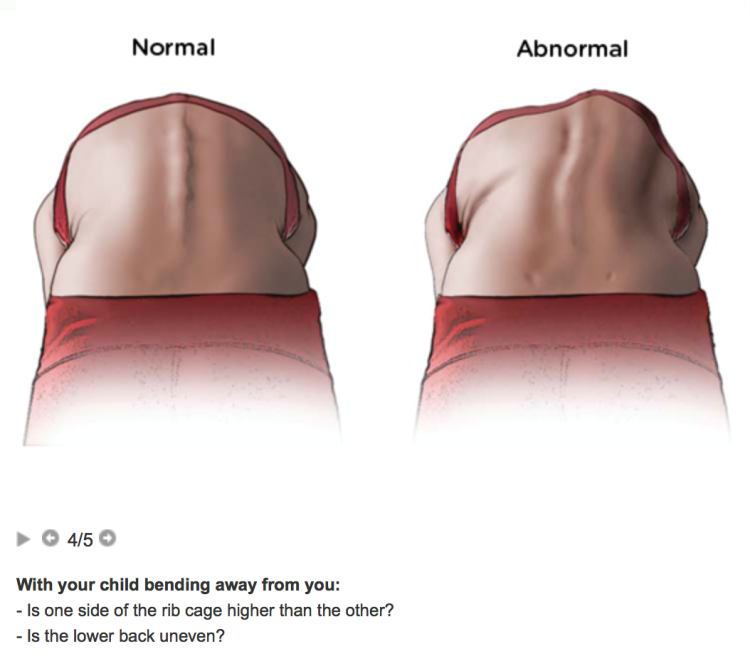 Normal
Abnormal
4/5
With your child bending away from you:
- Is one side of the rib cage higher than the other?
- Is the lower back uneven?